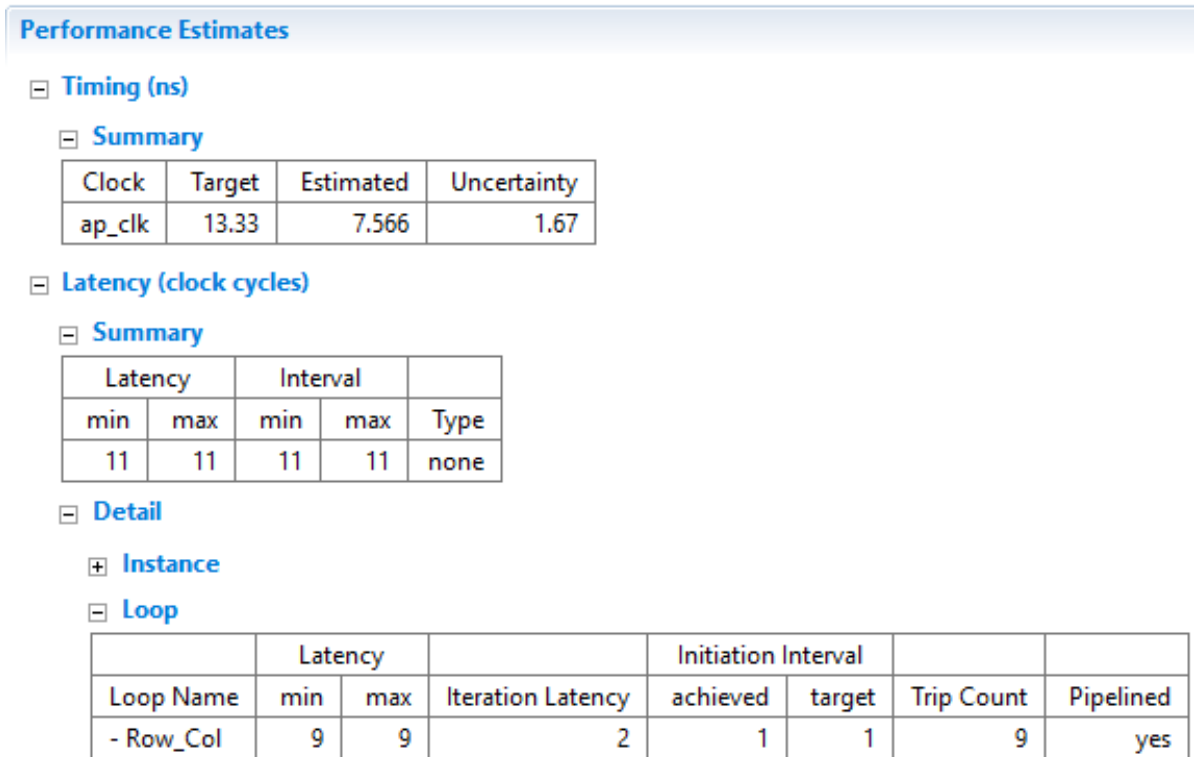 Performance Estimates
Timing (ns)
Summary
Clock Target Estimated Uncertainty
ap_clk 13.33 7.566 1.67
Latency (clock cycles)
Summary
Latency Interval
min max min max Type
11 11 11 11 none
Detail
Instance
Loop
Latency Initiation Interval
Loop Name min max Iteration Latency achieved target Trip Count Pipelined
- Row_Col 9 9 2 1 1 9 yes